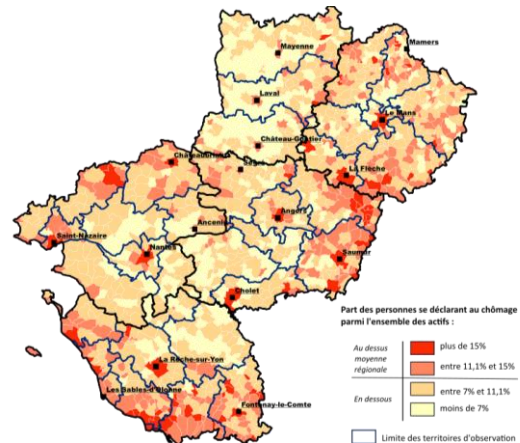 Mayenne
Mamers
Laval
Le Mans
Château-Gontier
Châteaubriant
Segré
La Flèche
Ancenis
Angers
Saint-Nazaire
Nantes
Saumur
Cholet
La Roche-sur-Yon
Les Sables-d'Olonne
Fontenay-le-Comte
Part des personnes se déclarant au chômage
parmi l'ensemble des actifs :
Au dessus
moyenne
régionale
plus de 15%
entre 11,1% et 15%
En dessous
entre 7% et 11,1%
moins de 7%
Limite des territoires d'observation